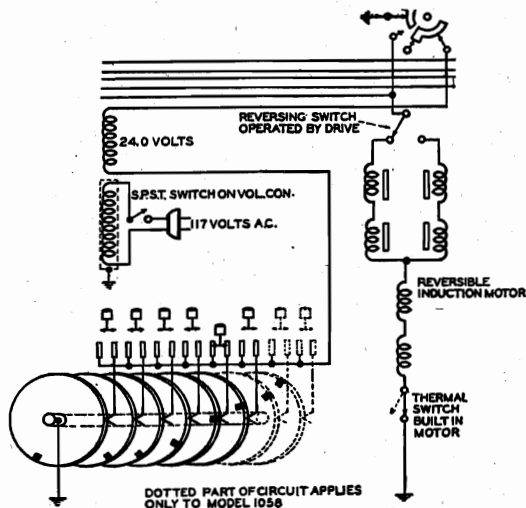 REVERSING SWITCH
OPERATED BY DRIVE
24.0 VOLTS
S.P.S.T. SWITCH ON VOL. CON.
117 VOLTS A.C.
REVERSIBLE
INDUCTION MOTOR
THERMAL
SWITCH
BUILT IN
MOTOR
DOTTED PART OF CIRCUIT APPLIES
ONLY TO MODEL 1058